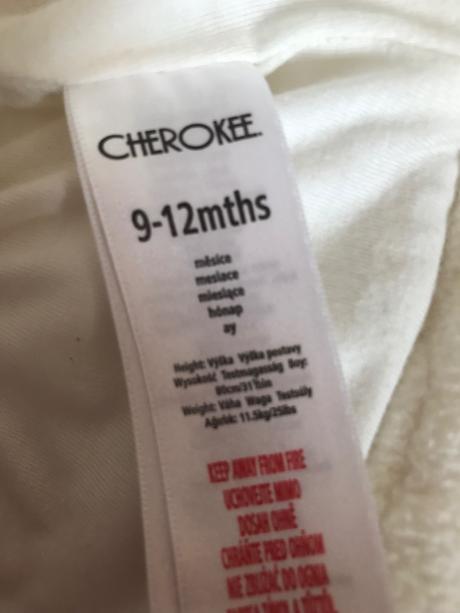 CHEROKEE.
9-12mths
měsíce
mesiace
miesiące
hónap
ay
Height: Výška Výška postavy
Wysokość Testmagasság Boy:
80cm/31½in
Weight: Váha Waga Testsúly
Ağırlık: 11.5kg/25lbs
KEEP AWAY FROM FIRE
UCHOVEJTE MIMO
DOSAH OHNĚ
CHRÁŇTE PRED OHŇOM
NIE ZBLIŻAĆ DO OGNIA